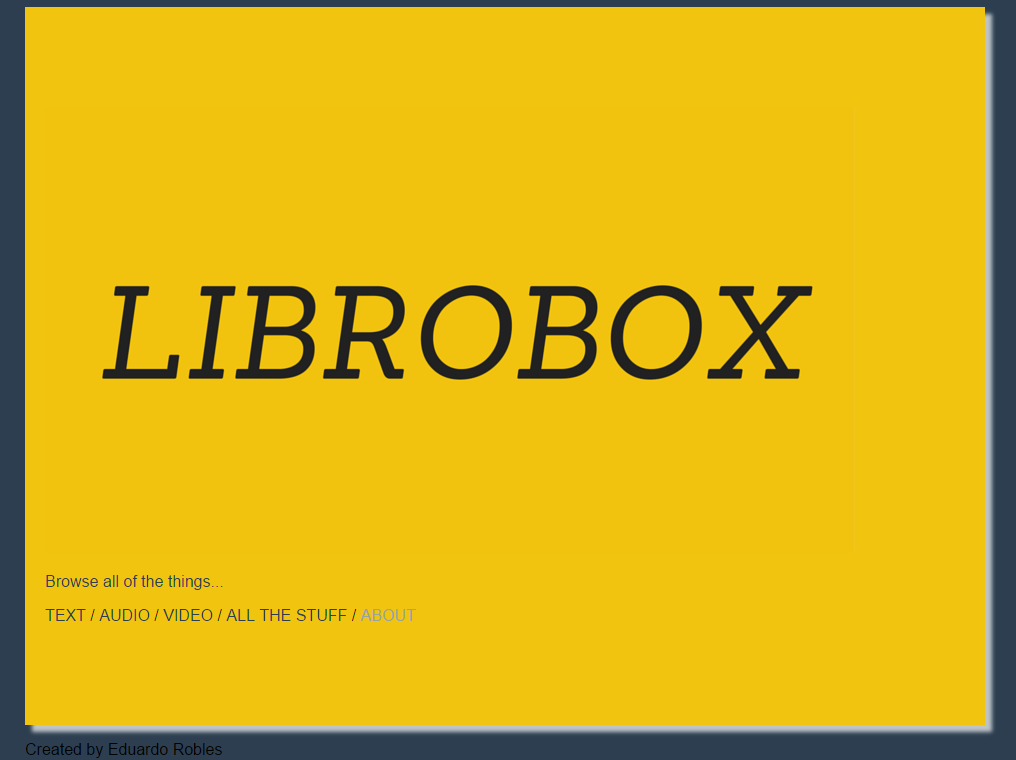 LIBROBOX
Browse all of the things...
TEXT / AUDIO / VIDEO / ALL THE STUFF / ABOUT
Created by Eduardo Robles